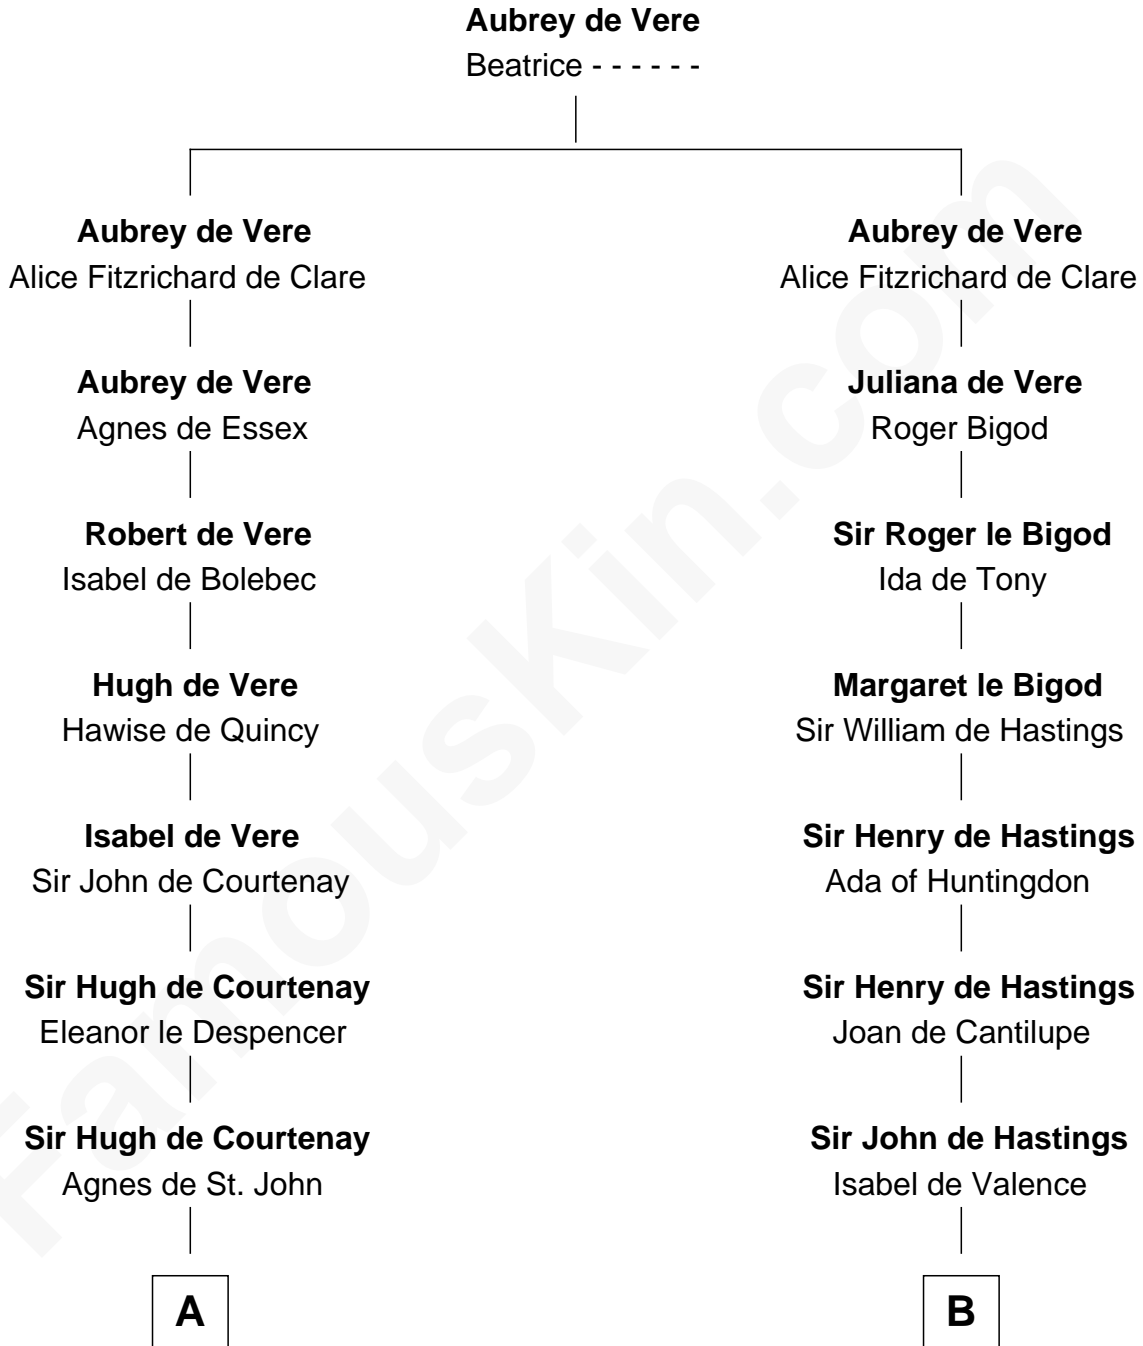 Aubrey de Vere
Beatrice - - - - - -
Aubrey de Vere
Alice Fitzrichard de Clare
Aubrey de Vere
Agnes de Essex
Robert de Vere
Isabel de Bolebec
Hugh de Vere
Hawise de Quincy
Isabel de Vere
Sir John de Courtenay
Sir Hugh de Courtenay
Eleanor le Despencer
Sir Hugh de Courtenay
Agnes de St. John
A
Aubrey de Vere
Alice Fitzrichard de Clare
Juliana de Vere
Roger Bigod
Sir Roger le Bigod
Ida de Tony
Margaret le Bigod
Sir William de Hastings
Sir Henry de Hastings
Ada of Huntingdon
Sir Henry de Hastings
Joan de Cantilupe
Sir John de Hastings
Isabel de Valence
B
FamousKin.com